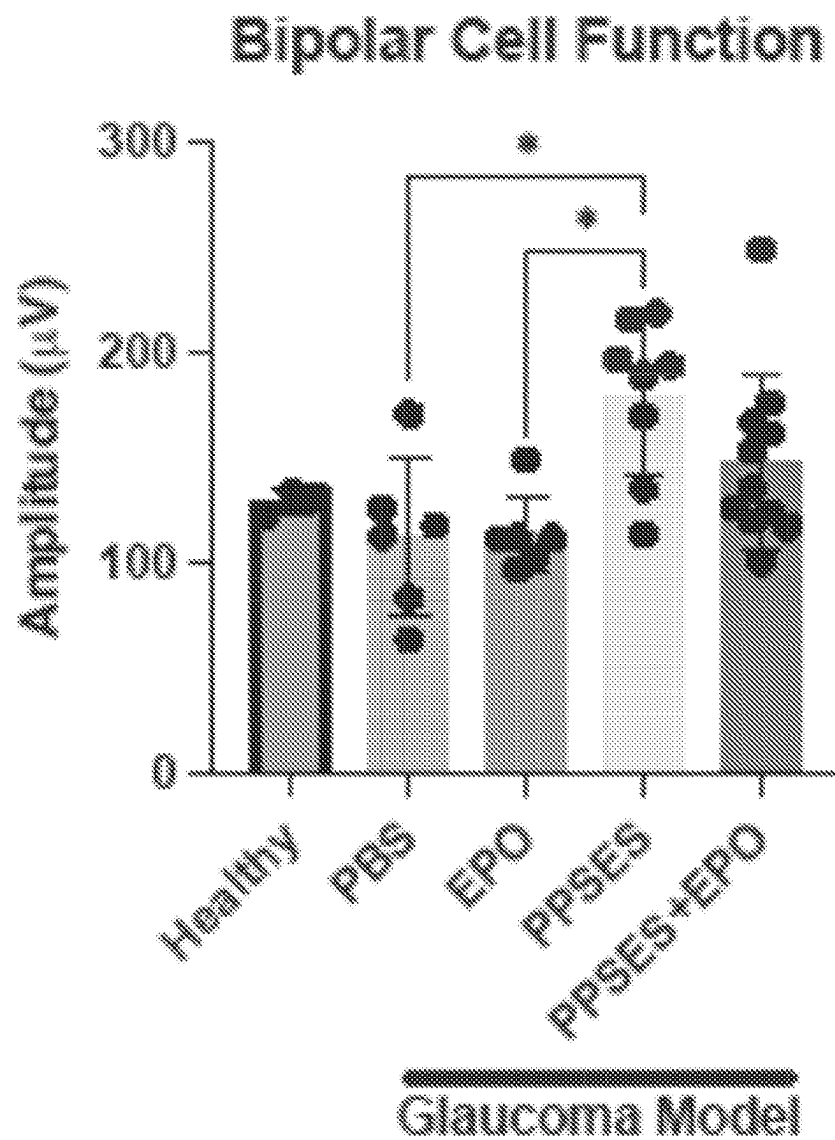 Bipolar Cell Function
300
200
100
0
Amplitude (µV)
*
*
Healthy
PBS
EPO
PPSES
PPSES+EPO
Glaucoma Model